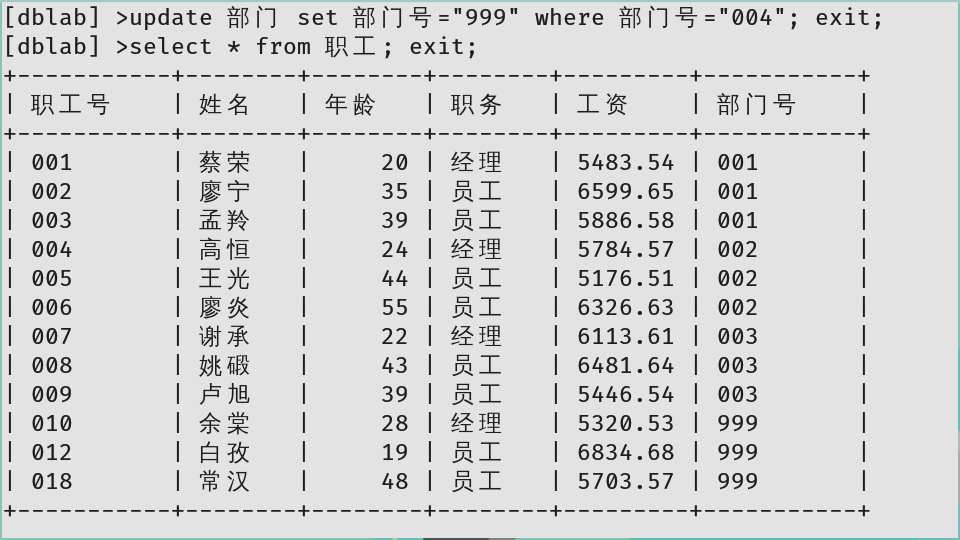 [dblab] >update 部门 set 部门号="999" where 部门号="004"; exit;
[dblab] >select * from 职工; exit;
+-----------+--------+--------+--------+---------+-----------+
| 职工号 | 姓名 | 年龄 | 职务 | 工资 | 部门号 |
+-----------+--------+--------+--------+---------+-----------+
| 001 | 蔡荣 | 20 | 经理 | 5483.54 | 001 |
| 002 | 廖宁 | 35 | 员工 | 6599.65 | 001 |
| 003 | 孟羚 | 39 | 员工 | 5886.58 | 001 |
| 004 | 高恒 | 24 | 经理 | 5784.57 | 002 |
| 005 | 王光 | 44 | 员工 | 5176.51 | 002 |
| 006 | 廖炎 | 55 | 员工 | 6326.63 | 002 |
| 007 | 谢承 | 22 | 经理 | 6113.61 | 003 |
| 008 | 姚碫 | 43 | 员工 | 6481.64 | 003 |
| 009 | 卢旭 | 39 | 员工 | 5446.54 | 003 |
| 010 | 余棠 | 28 | 经理 | 5320.53 | 999 |
| 012 | 白孜 | 19 | 员工 | 6834.68 | 999 |
| 018 | 常汉 | 48 | 员工 | 5703.57 | 999 |
+-----------+--------+--------+--------+---------+-----------+